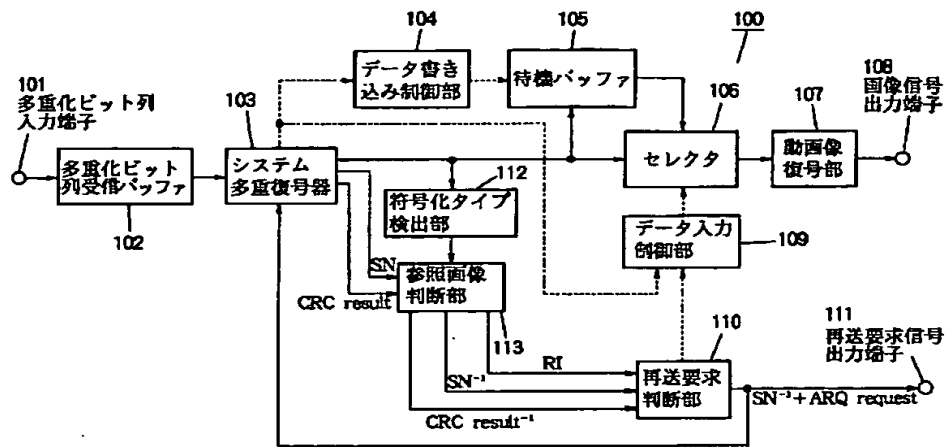 100
101
多重化ビット列
入力端子
多重化ビット
列受信バッファ
102
103
システム
多重復号器
104
データ書き
込み制御部
105
待機バッファ
106
セレクタ
107
動画像
復号部
108
画像信号
出力端子
112
符号化タイプ
検出部
データ入力
制御部
109
SN
CRC result
参照画像
判断部
113
RI
SN⁻¹
CRC result⁻¹
110
再送要求
判断部
111
再送要求信号
出力端子
SN⁻¹+ARQ request